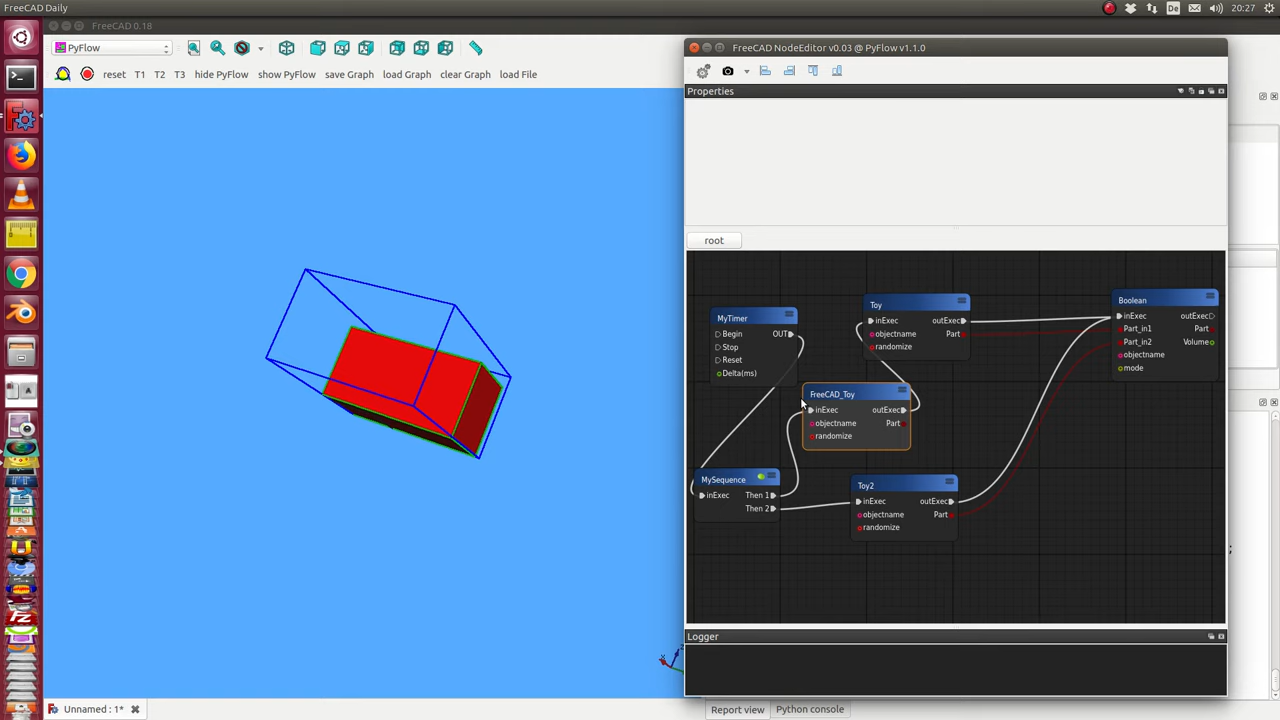 FreeCAD Daily
De
20:27
FreeCAD 0.18
PyFlow
reset
T1
T2
T3
hide PyFlow
show PyFlow
save Graph
load Graph
clear Graph
load File
FreeCAD NodeEditor v0.03 @ PyFlow v1.1.0
Properties
root
MyTimer
Begin OUT
Stop
Reset
Delta(ms)
Toy
inExec outExec
objectname Part
randomize
Boolean
inExec outExec
Part_in1 Part
Part_in2 Volume
objectname
mode
FreeCAD_Toy
inExec outExec
objectname Part
randomize
MySequence
inExec Then 1
Then 2
Toy2
inExec outExec
objectname Part
randomize
Logger
Unnamed : 1*
Report view
Python console